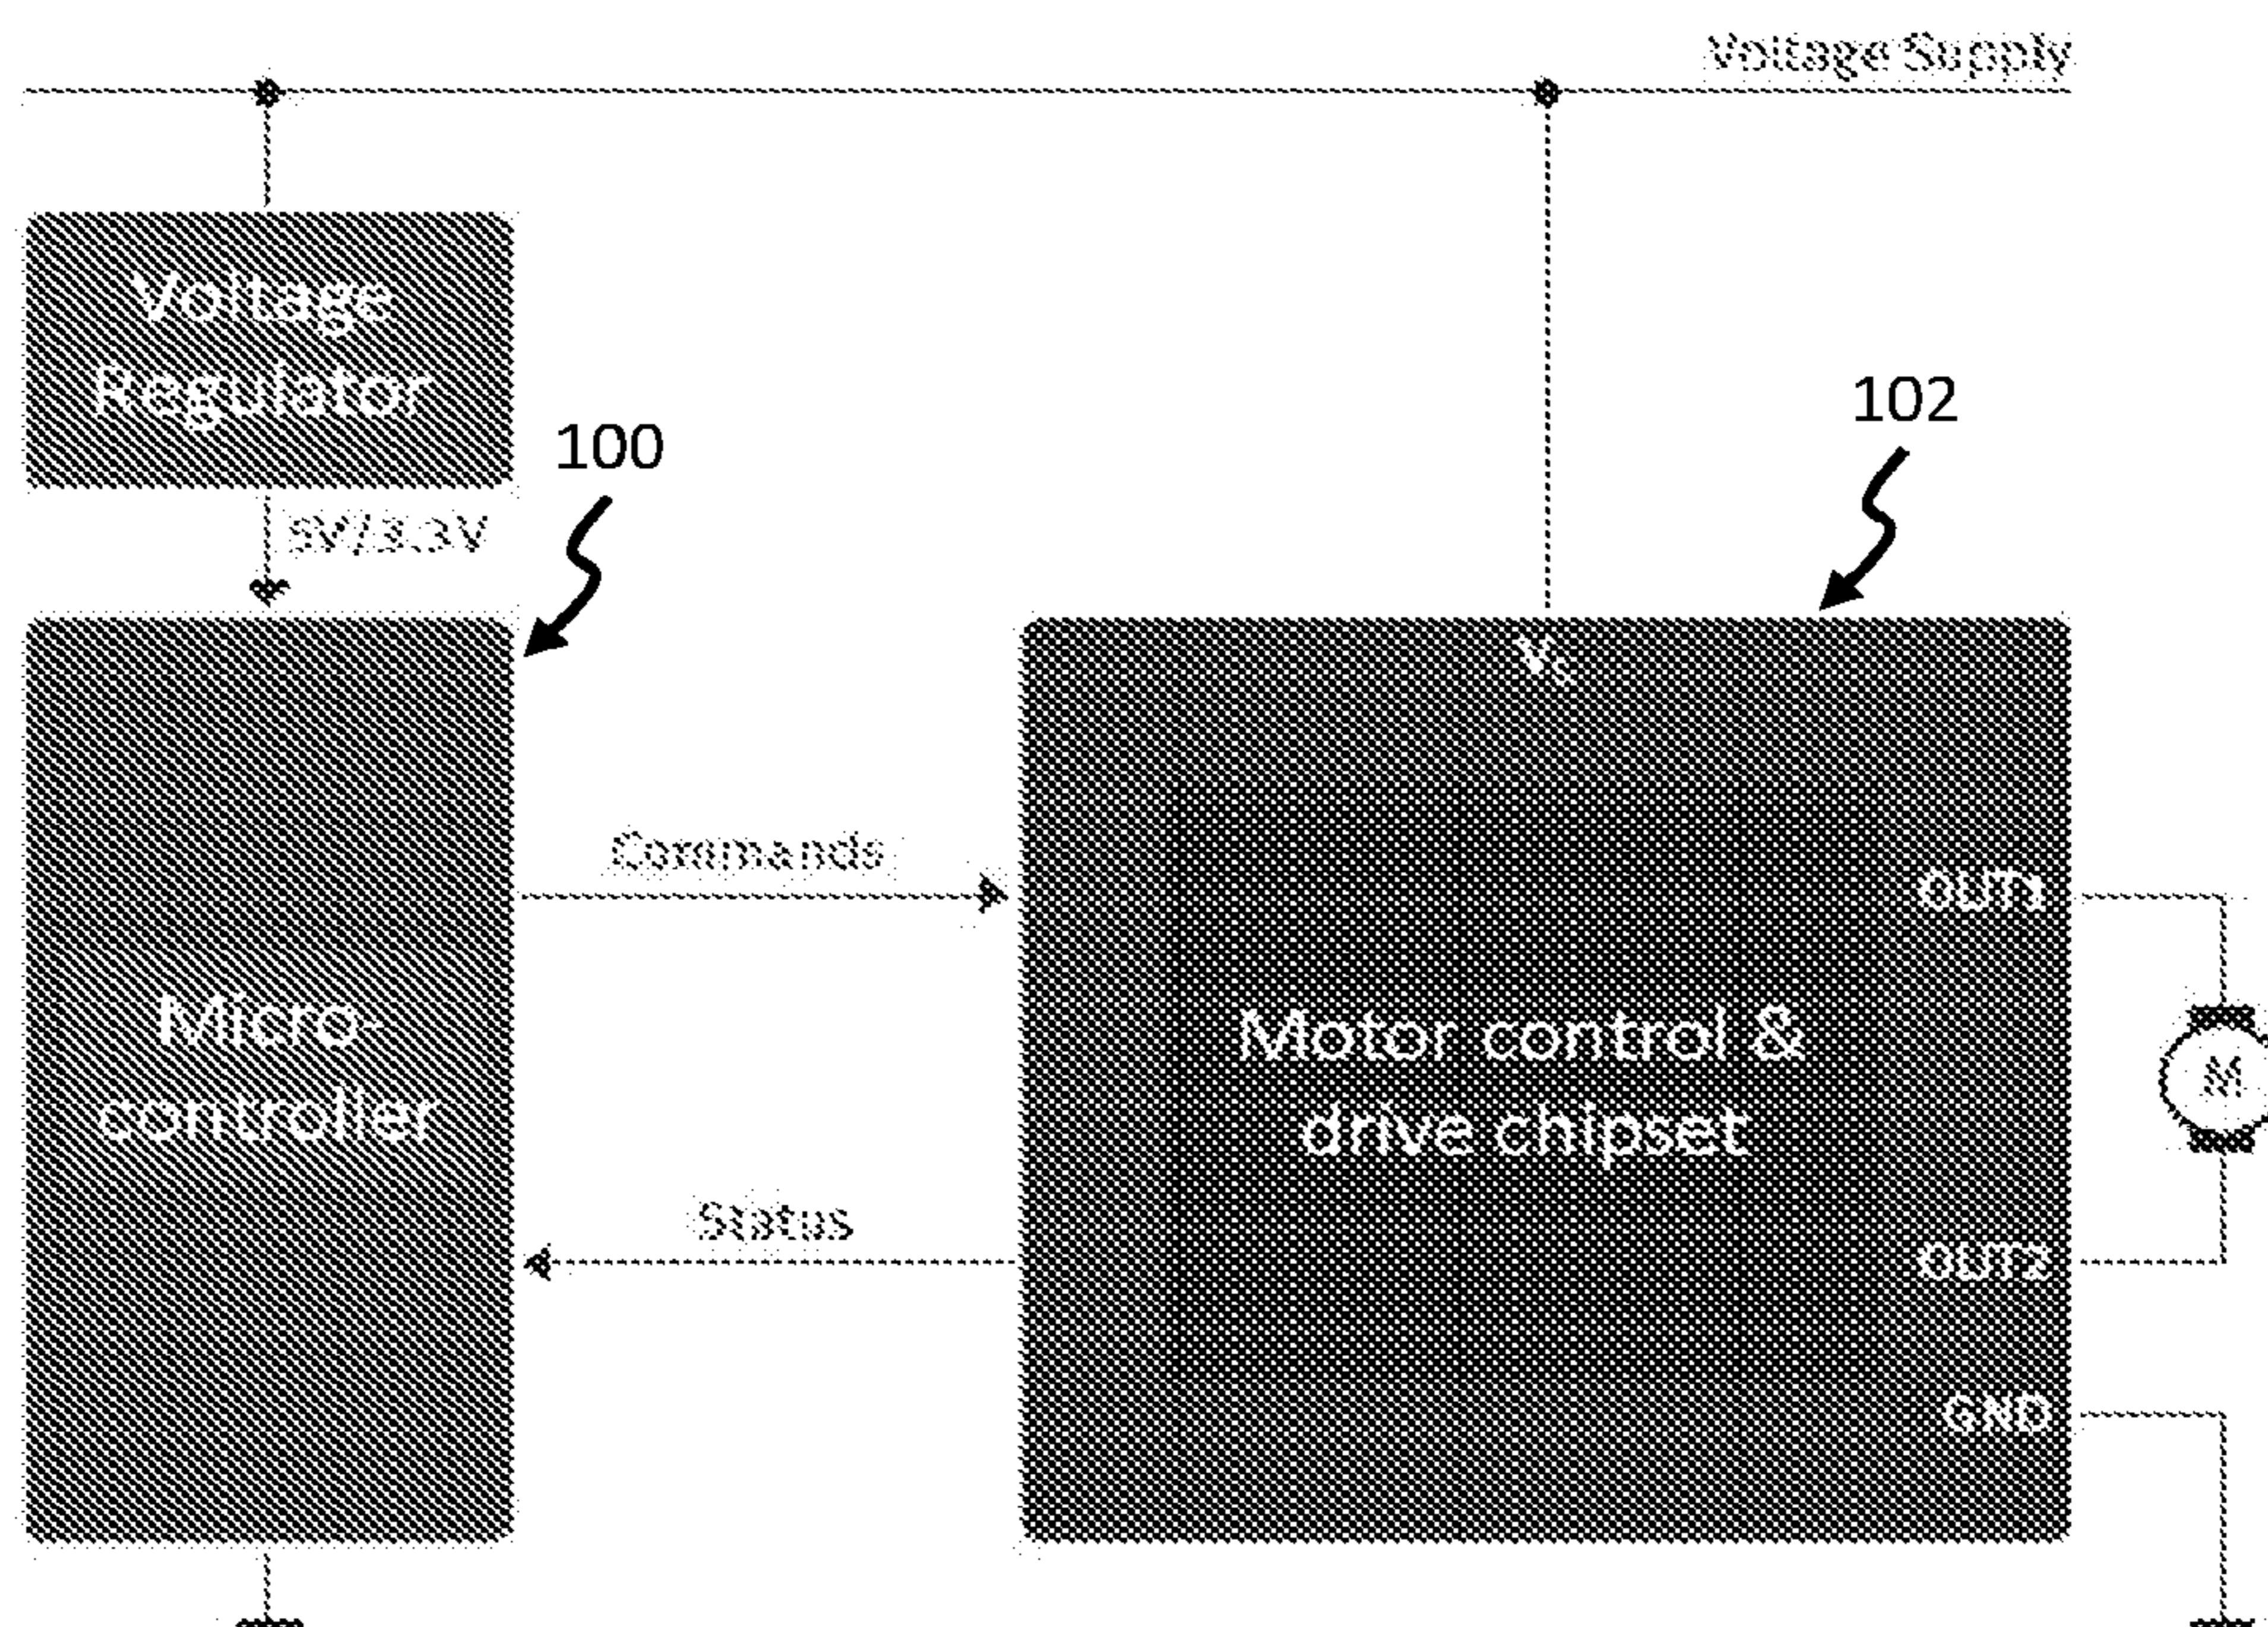 Voltage Supply
Voltage
Regulator
100
102
5V/3.3V
VS
Commands
OUT1
Micro-
controller
Motor control &
drive chipset
M
Status
OUT2
GND